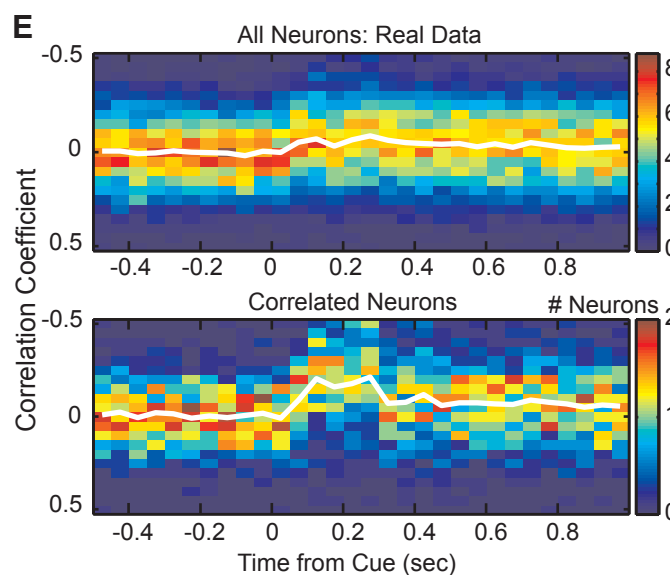 E
All Neurons: Real Data
-0.5
0
0.5
-0.4 -0.2 0 0.2 0.4 0.6 0.8
8
6
4
2
0
Correlation Coefficient
Correlated Neurons
# Neurons
-0.5
0
0.5
-0.4 -0.2 0 0.2 0.4 0.6 0.8
2
1
0
Time from Cue (sec)